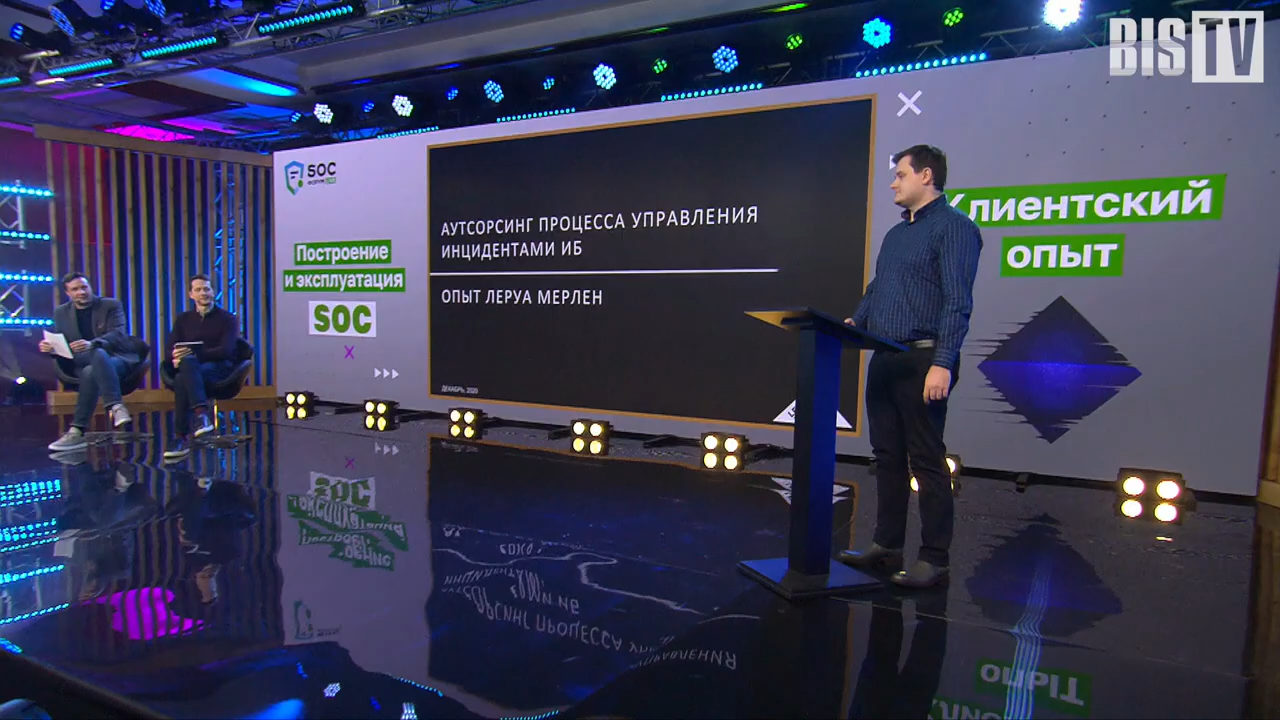 BIS TV
SOC
Построение
и эксплуатация
SOC
АУТСОРСИНГ ПРОЦЕССА УПРАВЛЕНИЯ
ИНЦИДЕНТАМИ ИБ
ОПЫТ ЛЕРУА МЕРЛЕН
ДЕКАБРЬ, 2020
Клиентский
опыт